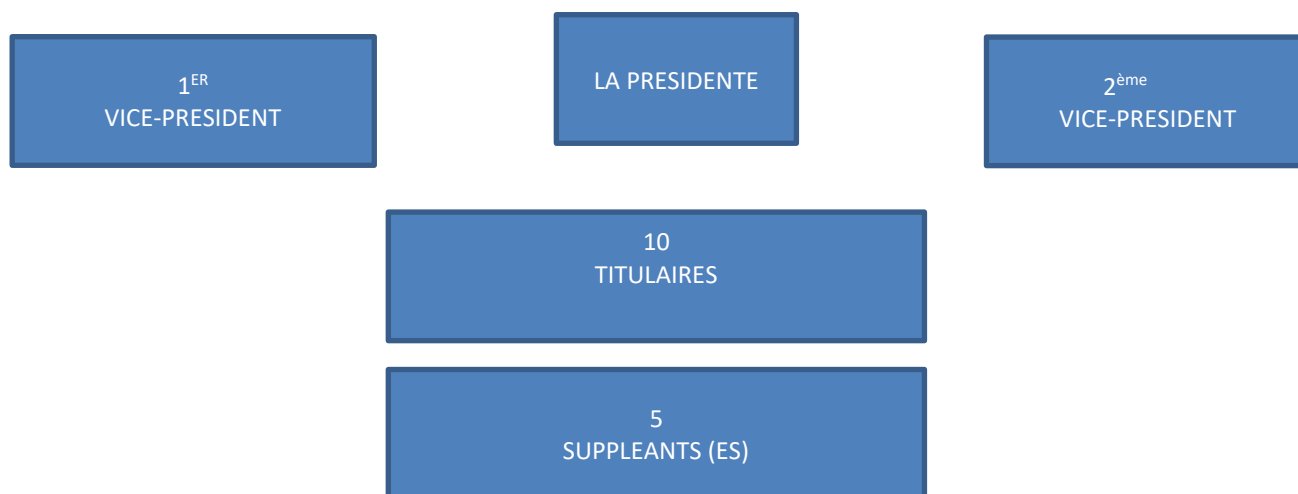 1ER
VICE-PRESIDENT
LA PRESIDENTE
2ème
VICE-PRESIDENT
10
TITULAIRES
5
SUPPLEANTS (ES)